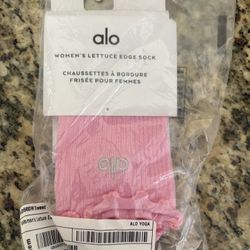 alo
WOMEN'S LETTUCE EDGE SOCK
CHAUSSETTES À BORDURE
FRISÉE POUR FEMMES
alo
ALO YOGA